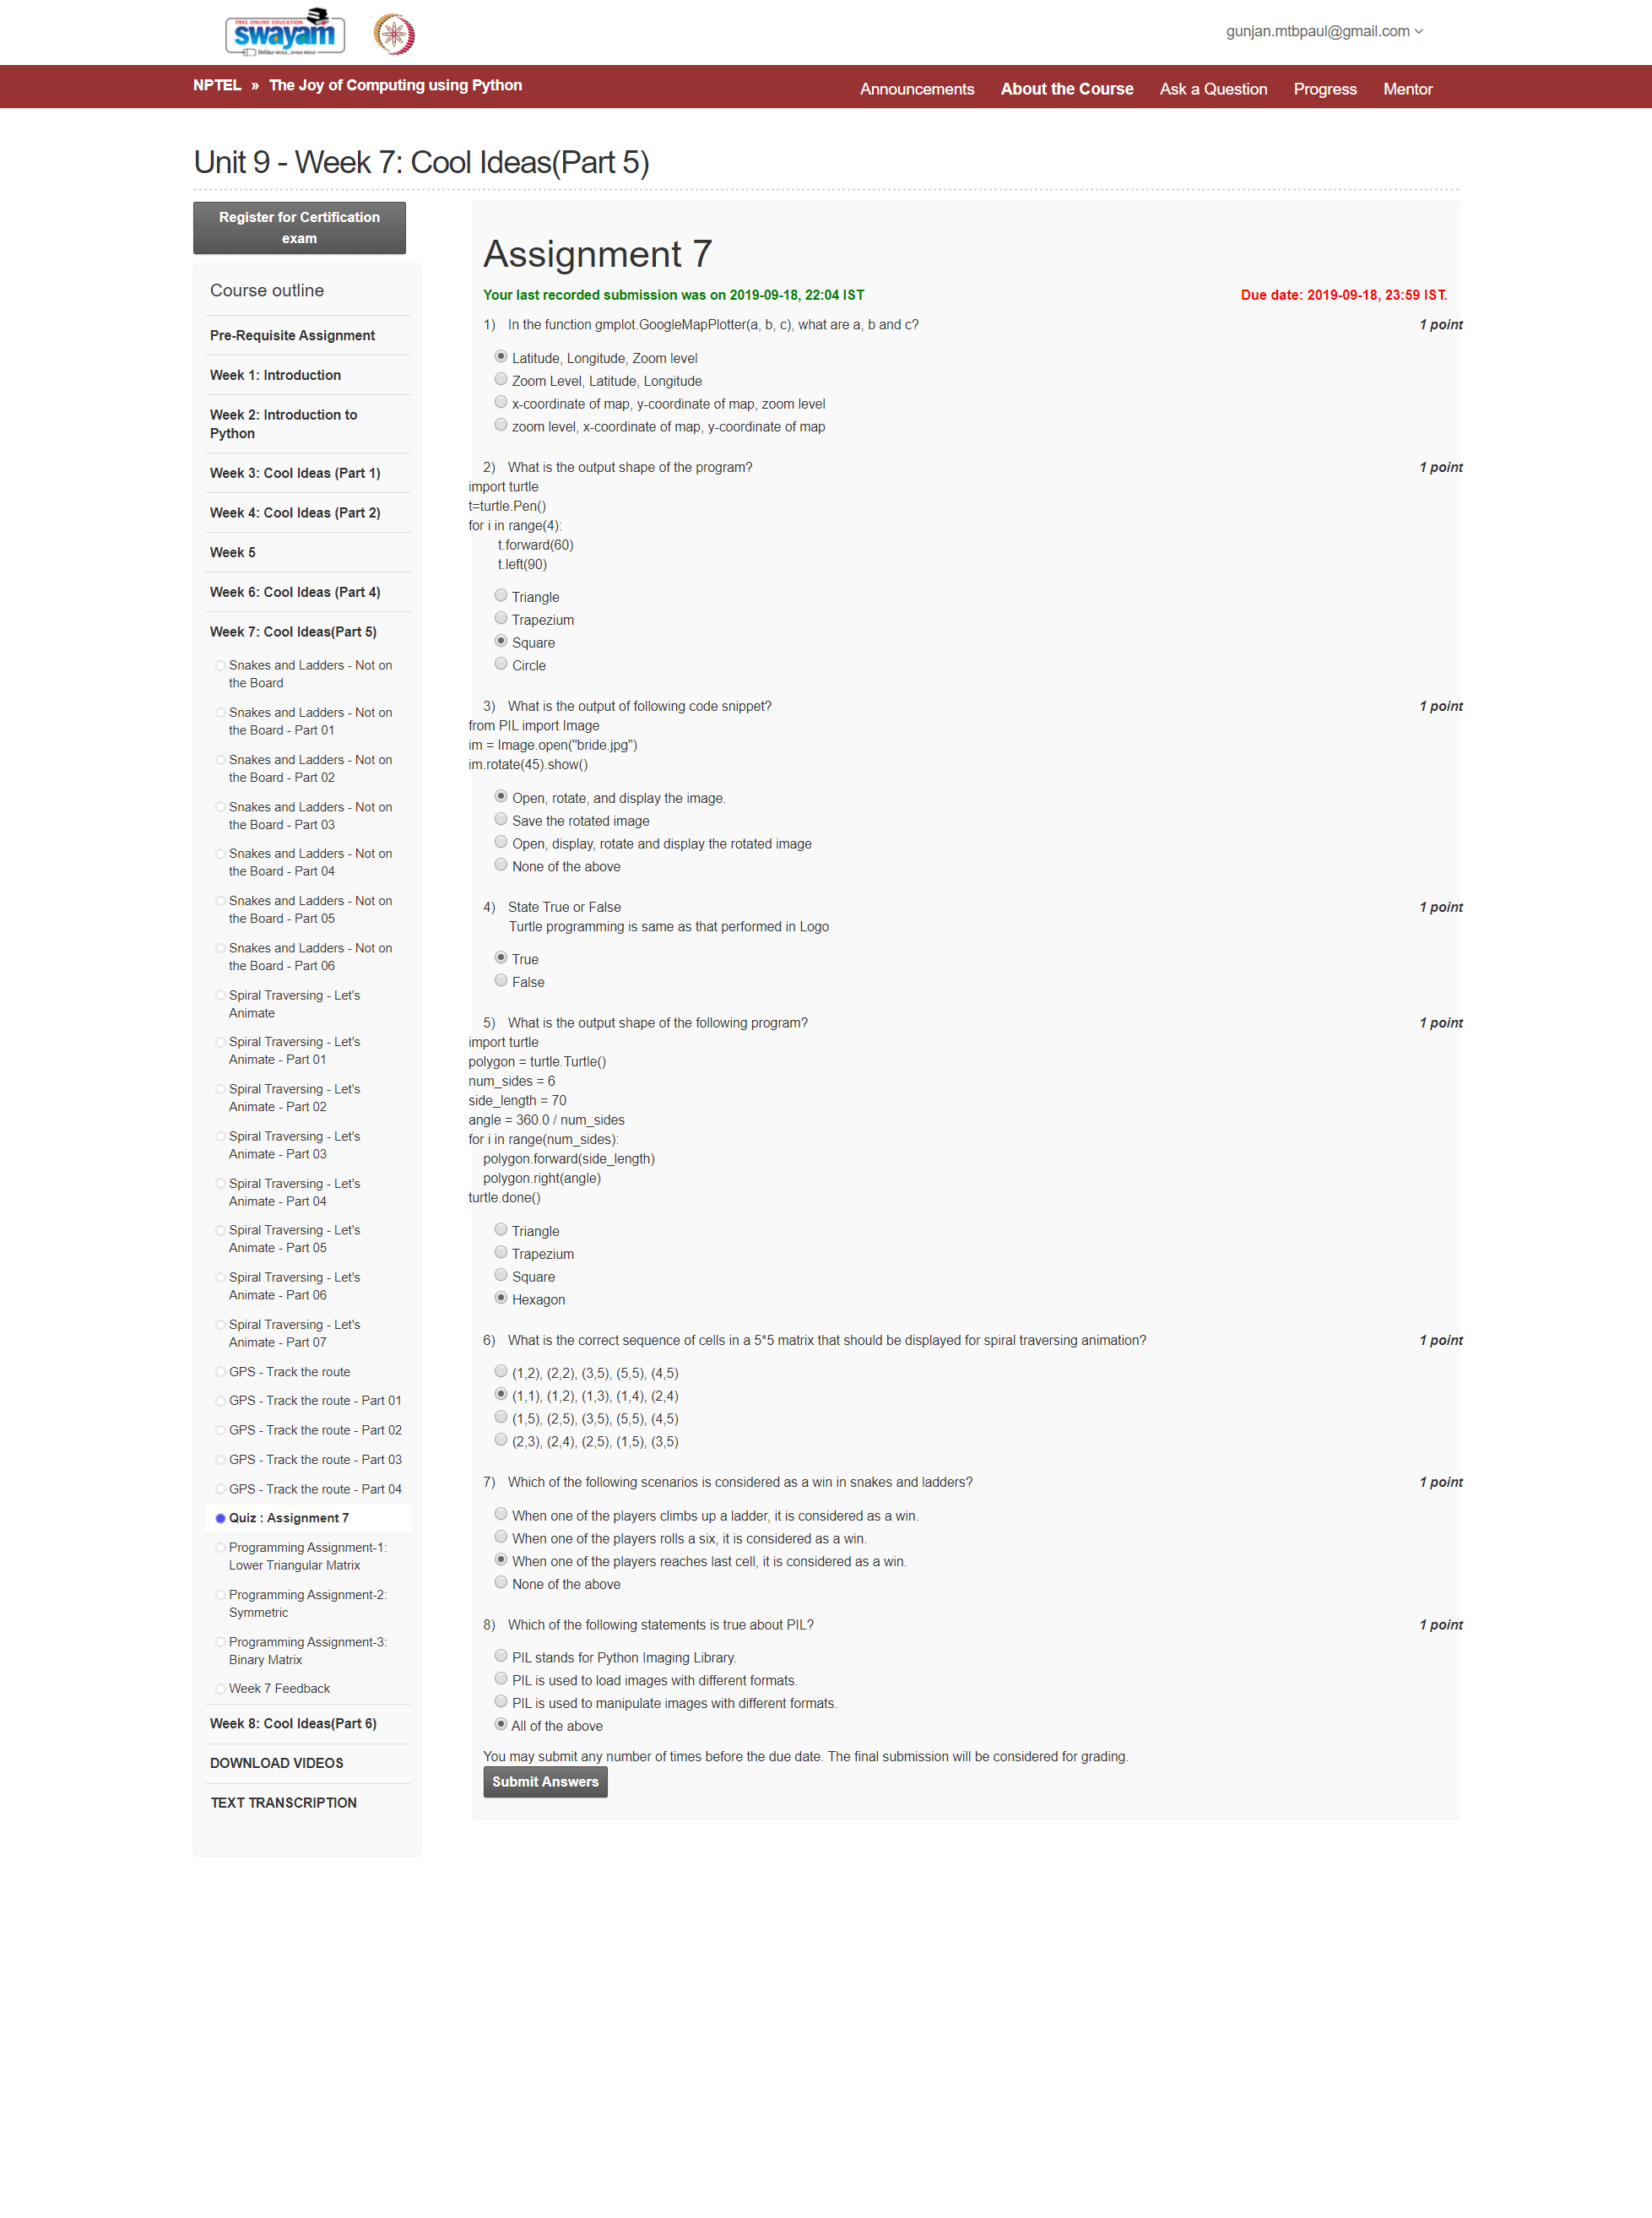 FREE ONLINE EDUCATION
swayam
gunjan.mtbpaul@gmail.com
NPTEL » The Joy of Computing using Python
Announcements About the Course Ask a Question Progress Mentor
Unit 9 - Week 7: Cool Ideas(Part 5)
Register for Certification
exam
Course outline
Pre-Requisite Assignment
Week 1: Introduction
Week 2: Introduction to
Python
Week 3: Cool Ideas (Part 1)
Week 4: Cool Ideas (Part 2)
Week 5
Week 6: Cool Ideas (Part 4)
Week 7: Cool Ideas(Part 5)
Snakes and Ladders - Not on
the Board
Snakes and Ladders - Not on
the Board - Part 01
Snakes and Ladders - Not on
the Board - Part 02
Snakes and Ladders - Not on
the Board - Part 03
Snakes and Ladders - Not on
the Board - Part 04
Snakes and Ladders - Not on
the Board - Part 05
Snakes and Ladders - Not on
the Board - Part 06
Spiral Traversing - Let's
Animate
Spiral Traversing - Let's
Animate - Part 01
Spiral Traversing - Let's
Animate - Part 02
Spiral Traversing - Let's
Animate - Part 03
Spiral Traversing - Let's
Animate - Part 04
Spiral Traversing - Let's
Animate - Part 05
Spiral Traversing - Let's
Animate - Part 06
Spiral Traversing - Let's
Animate - Part 07
GPS - Track the route
GPS - Track the route - Part 01
GPS - Track the route - Part 02
GPS - Track the route - Part 03
GPS - Track the route - Part 04
Quiz : Assignment 7
Programming Assignment-1:
Lower Triangular Matrix
Programming Assignment-2:
Symmetric
Programming Assignment-3:
Binary Matrix
Week 7 Feedback
Week 8: Cool Ideas(Part 6)
DOWNLOAD VIDEOS
TEXT TRANSCRIPTION
Assignment 7
Your last recorded submission was on 2019-09-18, 22:04 IST Due date: 2019-09-18, 23:59 IST.
1) In the function gmplot.GoogleMapPlotter(a, b, c), what are a, b and c? 1 point
Latitude, Longitude, Zoom level
Zoom Level, Latitude, Longitude
x-coordinate of map, y-coordinate of map, zoom level
zoom level, x-coordinate of map, y-coordinate of map
2) What is the output shape of the program? 1 point
import turtle
t=turtle.Pen()
for i in range(4):
t.forward(60)
t.left(90)
Triangle
Trapezium
Square
Circle
3) What is the output of following code snippet? 1 point
from PIL import Image
im = Image.open("bride.jpg")
im.rotate(45).show()
Open, rotate, and display the image.
Save the rotated image
Open, display, rotate and display the rotated image
None of the above
4) State True or False 1 point
Turtle programming is same as that performed in Logo
True
False
5) What is the output shape of the following program? 1 point
import turtle
polygon = turtle.Turtle()
num_sides = 6
side_length = 70
angle = 360.0 / num_sides
for i in range(num_sides):
polygon.forward(side_length)
polygon.right(angle)
turtle.done()
Triangle
Trapezium
Square
Hexagon
6) What is the correct sequence of cells in a 5*5 matrix that should be displayed for spiral traversing animation? 1 point
(1,2), (2,2), (3,5), (5,5), (4,5)
(1,1), (1,2), (1,3), (1,4), (2,4)
(1,5), (2,5), (3,5), (5,5), (4,5)
(2,3), (2,4), (2,5), (1,5), (3,5)
7) Which of the following scenarios is considered as a win in snakes and ladders? 1 point
When one of the players climbs up a ladder, it is considered as a win.
When one of the players rolls a six, it is considered as a win.
When one of the players reaches last cell, it is considered as a win.
None of the above
8) Which of the following statements is true about PIL? 1 point
PIL stands for Python Imaging Library.
PIL is used to load images with different formats.
PIL is used to manipulate images with different formats.
All of the above
You may submit any number of times before the due date. The final submission will be considered for grading.
Submit Answers